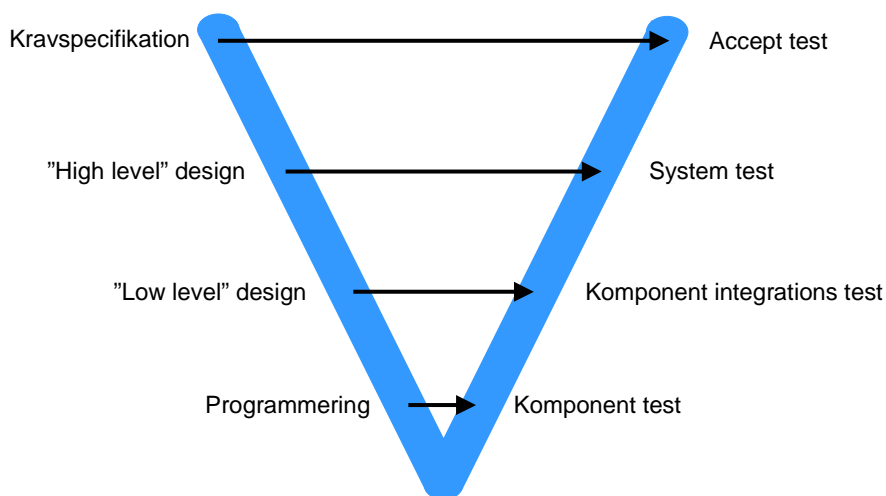 Kravspecifikation
Accept test
”High level” design
System test
”Low level” design
Komponent integrations test
Programmering
Komponent test